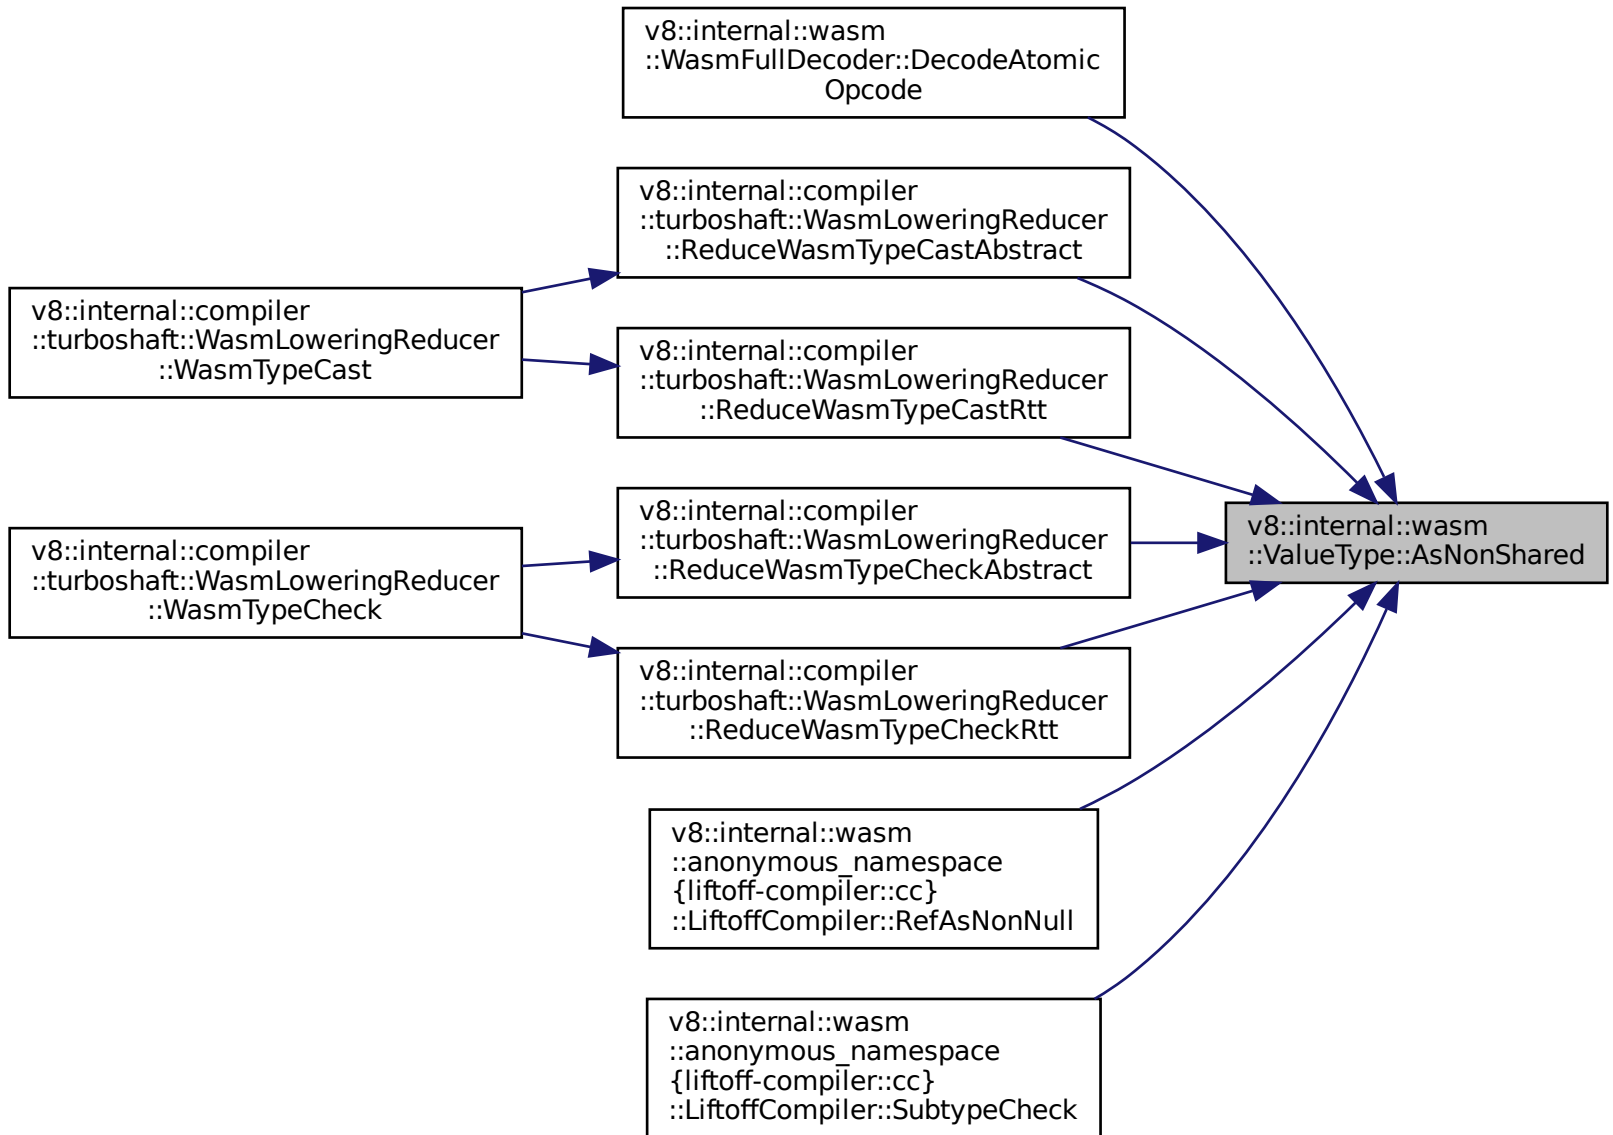 v8::internal::wasm
::WasmFullDecoder::DecodeAtomic
Opcode
v8::internal::compiler
::turboshaft::WasmLoweringReducer
::ReduceWasmTypeCastAbstract
v8::internal::compiler
::turboshaft::WasmLoweringReducer
::WasmTypeCast
v8::internal::compiler
::turboshaft::WasmLoweringReducer
::ReduceWasmTypeCastRtt
v8::internal::compiler
::turboshaft::WasmLoweringReducer
::ReduceWasmTypeCheckAbstract
v8::internal::wasm
::ValueType::AsNonShared
v8::internal::compiler
::turboshaft::WasmLoweringReducer
::WasmTypeCheck
v8::internal::compiler
::turboshaft::WasmLoweringReducer
::ReduceWasmTypeCheckRtt
v8::internal::wasm
::anonymous_namespace
{liftoff-compiler::cc}
::LiftoffCompiler::RefAsNonNull
v8::internal::wasm
::anonymous_namespace
{liftoff-compiler::cc}
::LiftoffCompiler::SubtypeCheck